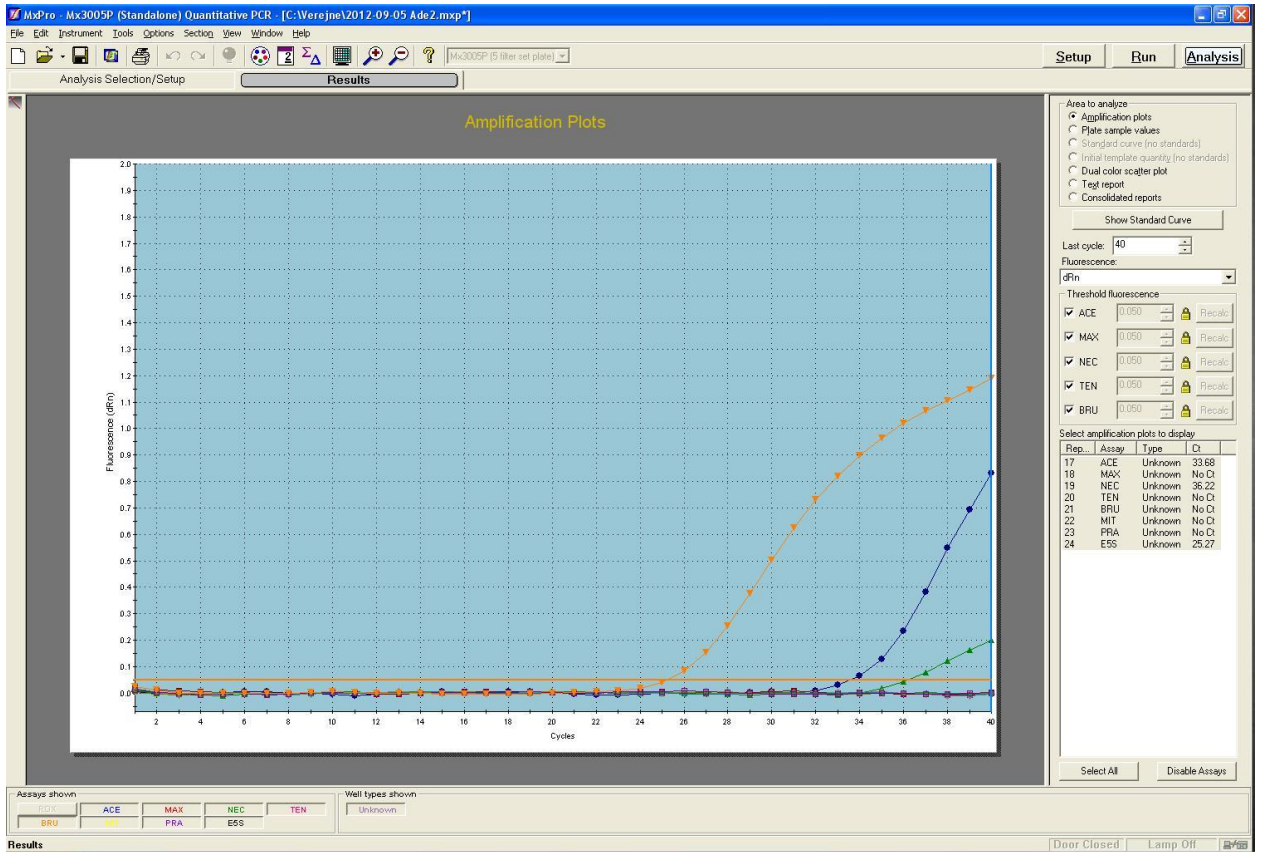 MxPro - Mx3005P (Standalone) Quantitative PCR - [C:\Verejne\2012-09-05 Ade2.mxp*]
File Edit Instrument Tools Options Section View Window Help
Mx3005P (5 filter set plate)
Setup Run Analysis
Analysis Selection/Setup Results
Amplification Plots
2.0
1.9
1.8
1.7
1.6
1.5
1.4
1.3
1.2
1.1
1.0
0.9
0.8
0.7
0.6
0.5
0.4
0.3
0.2
0.1
0.0
Fluorescence (dRn)
2 4 6 8 10 12 14 16 18 20 22 24 26 28 30 32 34 36 38 40
Cycles
Area to analyze
Amplification plots
Plate sample values
Standard curve (no standards)
Initial template quantity (no standards)
Dual color scatter plot
Text report
Consolidated reports
Show Standard Curve
Last cycle: 40
Fluorescence:
dRn
Threshold fluorescence
ACE 0.050 Recalc
MAX 0.050 Recalc
NEC 0.050 Recalc
TEN 0.050 Recalc
BRU 0.050 Recalc
Select amplification plots to display
Rep... Assay Type Ct
17 ACE Unknown 33.68
18 MAX Unknown No Ct
19 NEC Unknown 36.22
20 TEN Unknown No Ct
21 BRU Unknown No Ct
22 MIT Unknown No Ct
23 PRA Unknown No Ct
24 E5S Unknown 25.27
Select All Disable Assays
Assays shown
ROX ACE MAX NEC TEN
BRU MIT PRA E5S
Well types shown
Unknown
Results
Door Closed Lamp Off